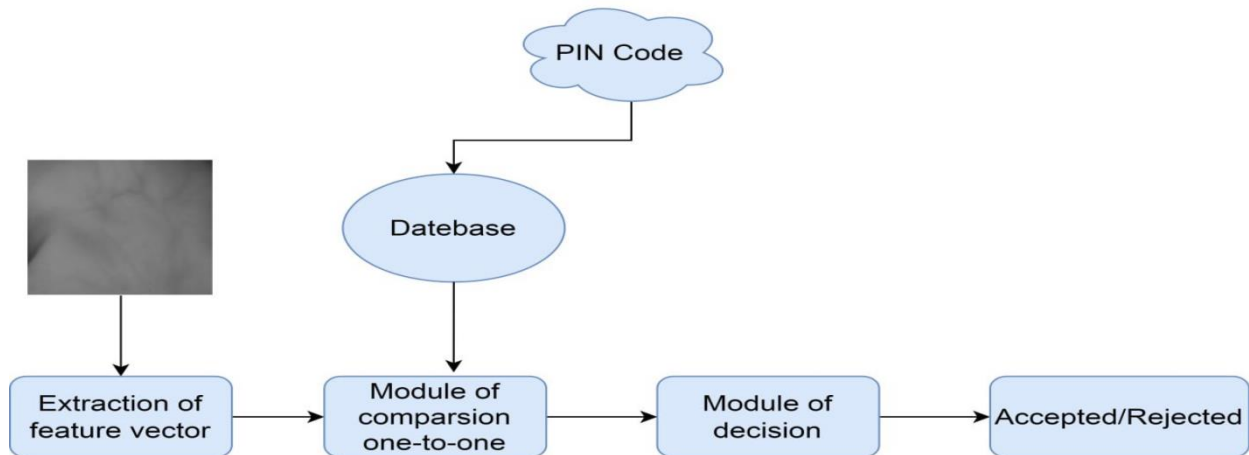 PIN Code
Datebase
Extraction of
feature vector
Module of
comparsion
one-to-one
Module of
decision
Accepted/Rejected